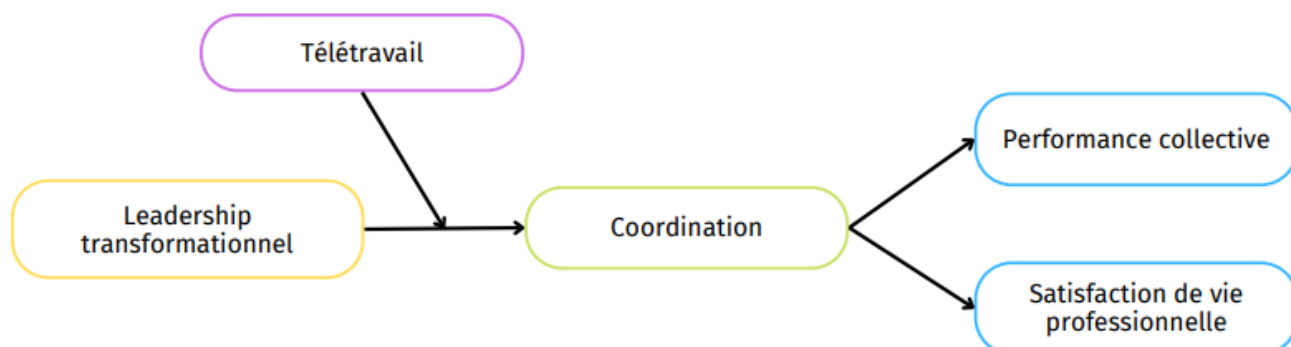 Télétravail
Performance collective
Leadership
transformationnel
Coordination
Satisfaction de vie
professionnelle